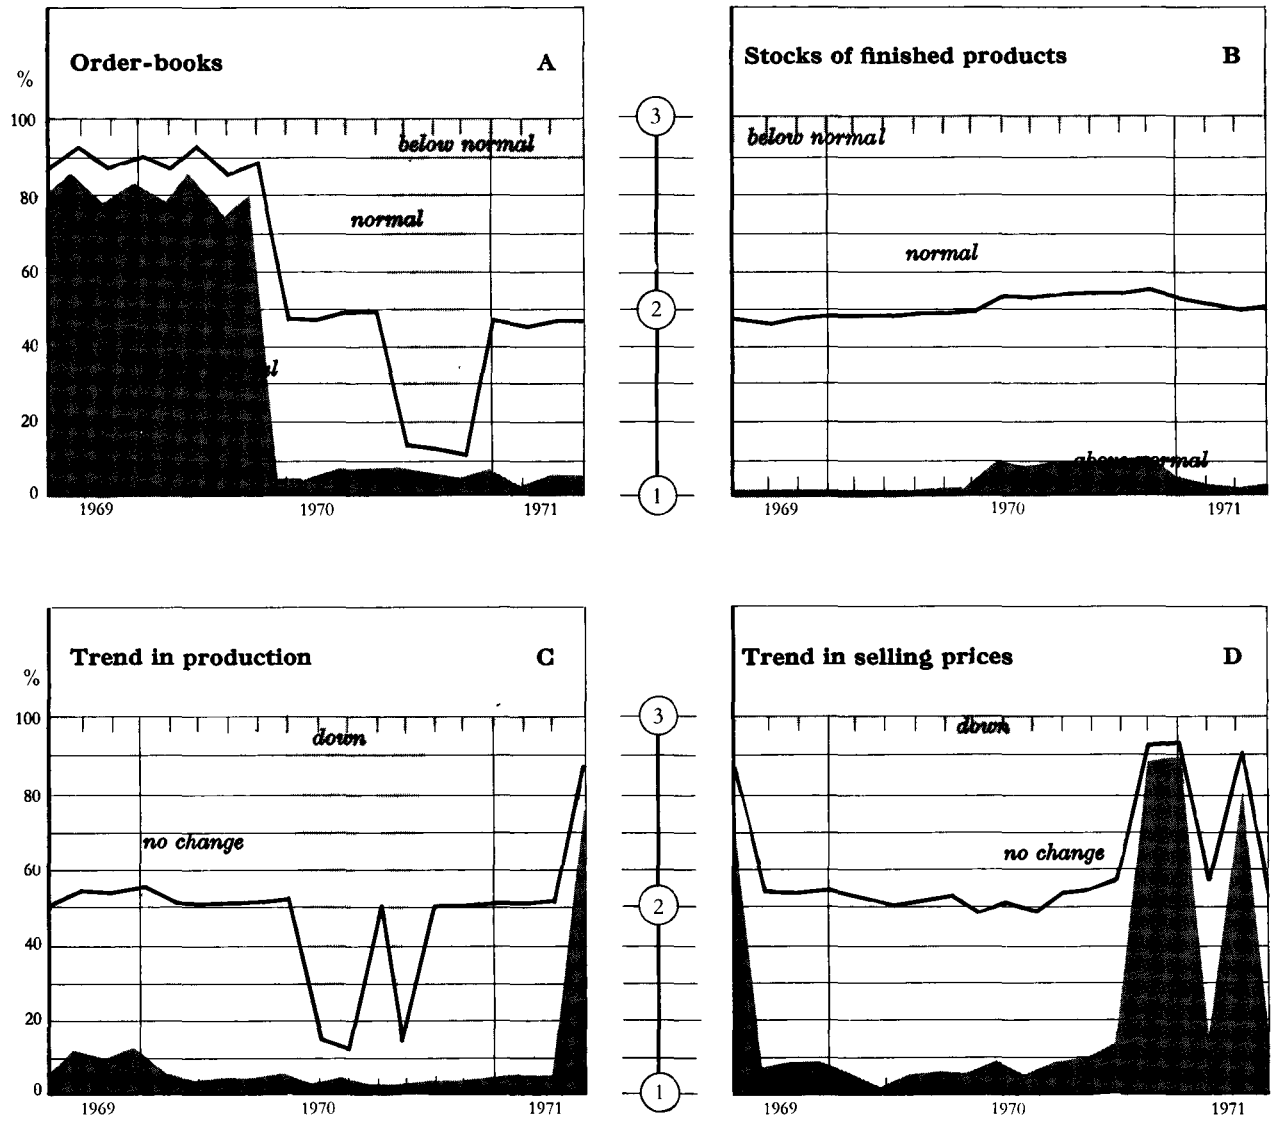 Order-books A
%
100
80
60
40
20
0
below normal
normal
1969 1970 1971
3
2
1
Stocks of finished products B
below normal
normal
above normal
1969 1970 1971
Trend in production C
%
100
80
60
40
20
0
down
no change
1969 1970 1971
3
2
1
Trend in selling prices D
down
no change
1969 1970 1971